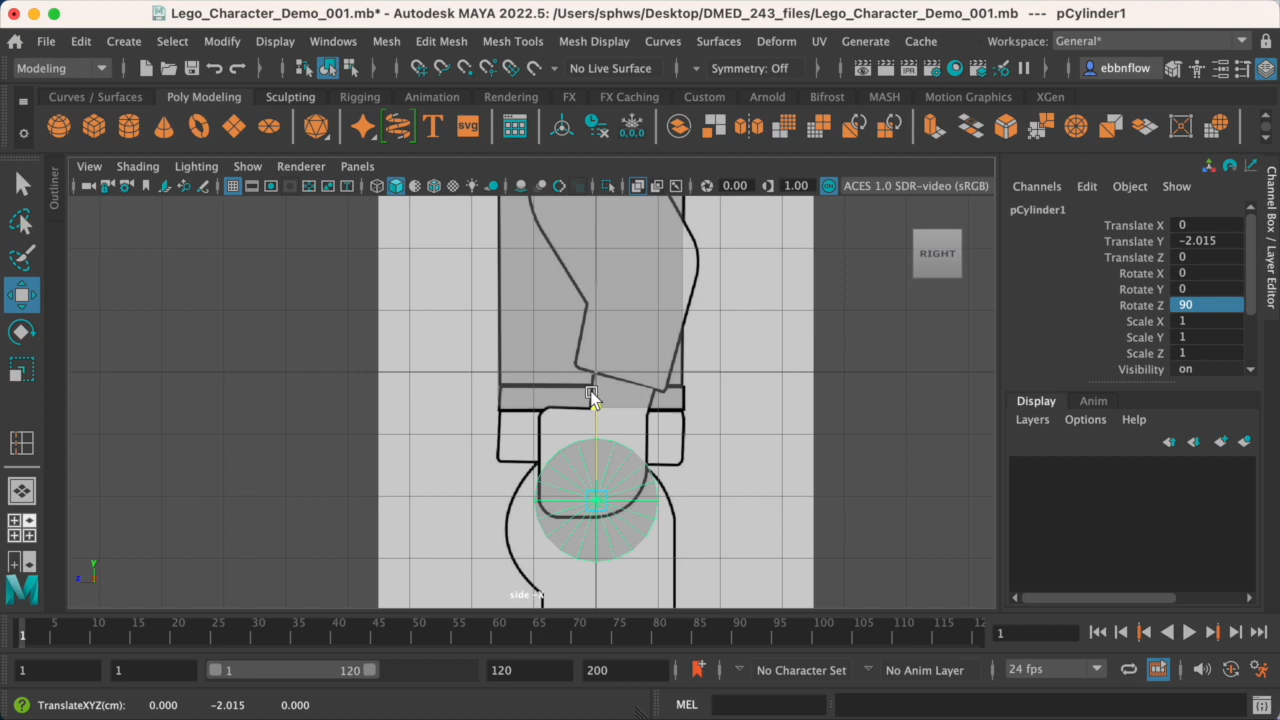 Lego_Character_Demo_001.mb* - Autodesk MAYA 2022.5: /Users/sphws/Desktop/DMED_243_files/Lego_Character_Demo_001.mb --- pCylinder1
File Edit Create Select Modify Display Windows Mesh Edit Mesh Mesh Tools Mesh Display Curves Surfaces Deform UV Generate Cache Workspace: General*
Modeling No Live Surface Symmetry: Off IPR ebbnflow
Curves / Surfaces Poly Modeling Sculpting Rigging Animation Rendering FX FX Caching Custom Arnold Bifrost MASH Motion Graphics XGen
T SVG 0,0,0
View Shading Lighting Show Renderer Panels
0.00 1.00 ACES 1.0 SDR-video (sRGB)
Outliner
RIGHT
y
z
side -X
Channels Edit Object Show
pCylinder1
Translate X 0
Translate Y -2.015
Translate Z 0
Rotate X 0
Rotate Y 0
Rotate Z 90
Scale X 1
Scale Y 1
Scale Z 1
Visibility on
Channel Box / Layer Editor
Display Anim
Layers Options Help
1 5 10 15 20 25 30 35 40 45 50 55 60 65 70 75 80 85 90 95 100 105 110 115 12
1
1 1 1 120 120 200 No Character Set No Anim Layer 24 fps
TranslateXYZ(cm): 0.000 -2.015 0.000 MEL